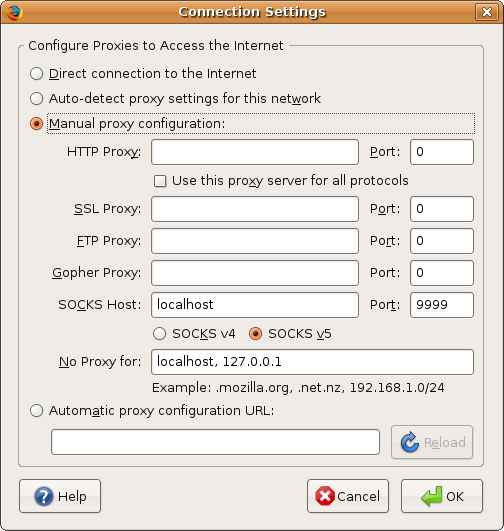 Connection Settings
Configure Proxies to Access the Internet
Direct connection to the Internet
Auto-detect proxy settings for this network
Manual proxy configuration:
HTTP Proxy: Port: 0
Use this proxy server for all protocols
SSL Proxy: Port: 0
FTP Proxy: Port: 0
Gopher Proxy: Port: 0
SOCKS Host: localhost Port: 9999
SOCKS v4 SOCKS v5
No Proxy for: localhost, 127.0.0.1
Example: .mozilla.org, .net.nz, 192.168.1.0/24
Automatic proxy configuration URL:
Reload
Help Cancel OK